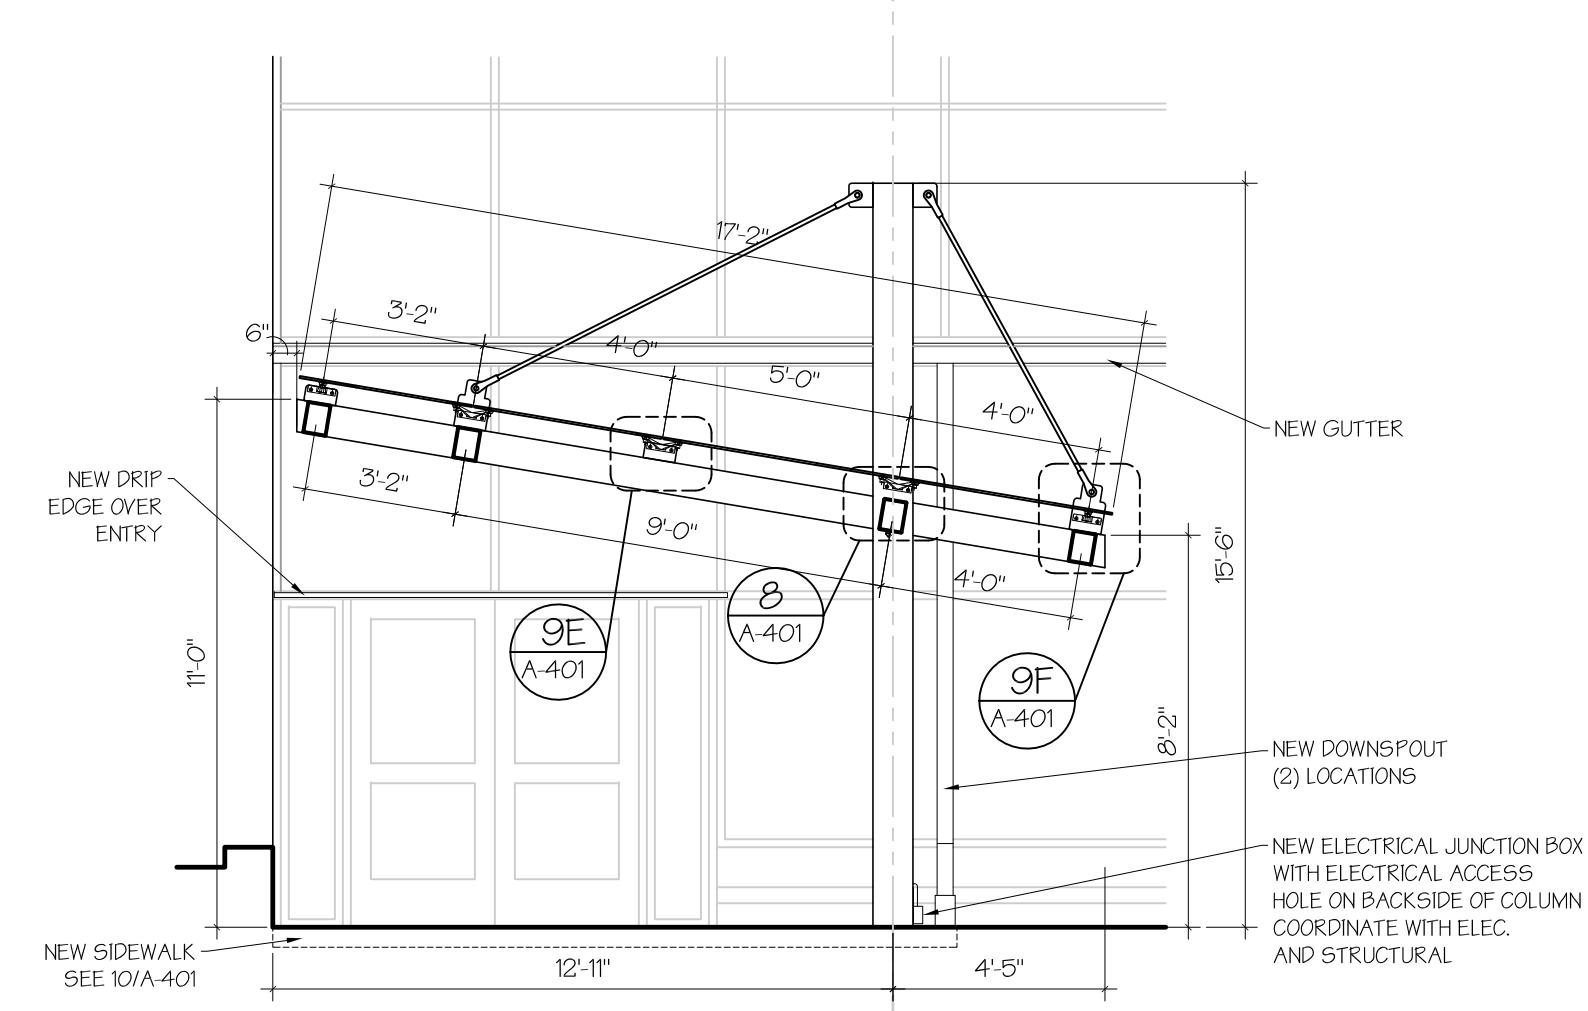 17'-2"
3'-2"
6"
4'-0"
5'-0"
4'-0"
NEW GUTTER
NEW DRIP
EDGE OVER
ENTRY
3'-2"
9'-0"
4'-0"
15'-6"
8
A-401
9E
A-401
9F
A-401
11'-0"
8'-2"
NEW DOWNSPOUT
(2) LOCATIONS
NEW ELECTRICAL JUNCTION BOX
WITH ELECTRICAL ACCESS
HOLE ON BACKSIDE OF COLUMN
COORDINATE WITH ELEC.
AND STRUCTURAL
NEW SIDEWALK
SEE 10/A-401
12'-11"
4'-5"